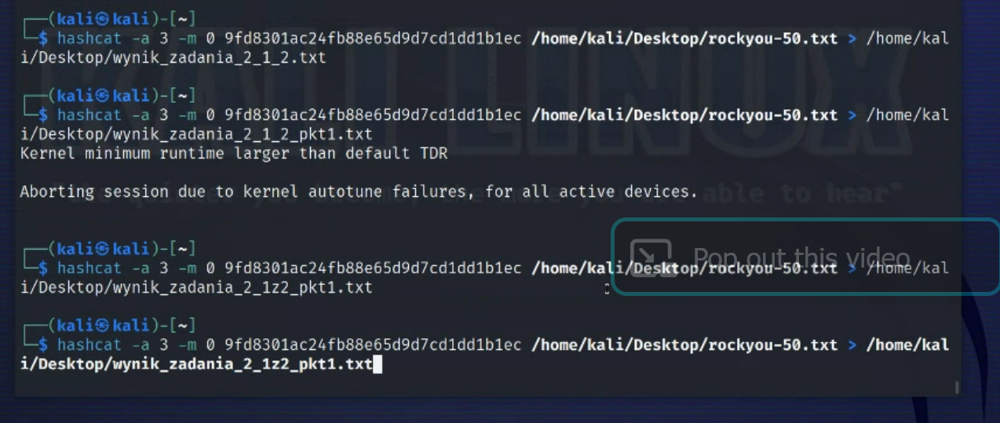 (kali㉿kali)-[~]
$ hashcat -a 3 -m 0 9fd8301ac24fb88e65d9d7cd1dd1b1ec /home/kali/Desktop/rockyou-50.txt > /home/kal
i/Desktop/wynik_zadania_2_1_2.txt
(kali㉿kali)-[~]
$ hashcat -a 3 -m 0 9fd8301ac24fb88e65d9d7cd1dd1b1ec /home/kali/Desktop/rockyou-50.txt > /home/kal
i/Desktop/wynik_zadania_2_1_2_pkt1.txt
Kernel minimum runtime larger than default TDR
Aborting session due to kernel autotune failures, for all active devices.
(kali㉿kali)-[~]
Pop out this video
$ hashcat -a 3 -m 0 9fd8301ac24fb88e65d9d7cd1dd1b1ec /home/kali/Desktop/rockyou-50.txt > /home/kal
i/Desktop/wynik_zadania_2_1z2_pkt1.txt
(kali㉿kali)-[~]
$ hashcat -a 3 -m 0 9fd8301ac24fb88e65d9d7cd1dd1b1ec /home/kali/Desktop/rockyou-50.txt > /home/kal
i/Desktop/wynik_zadania_2_1z2_pkt1.txt